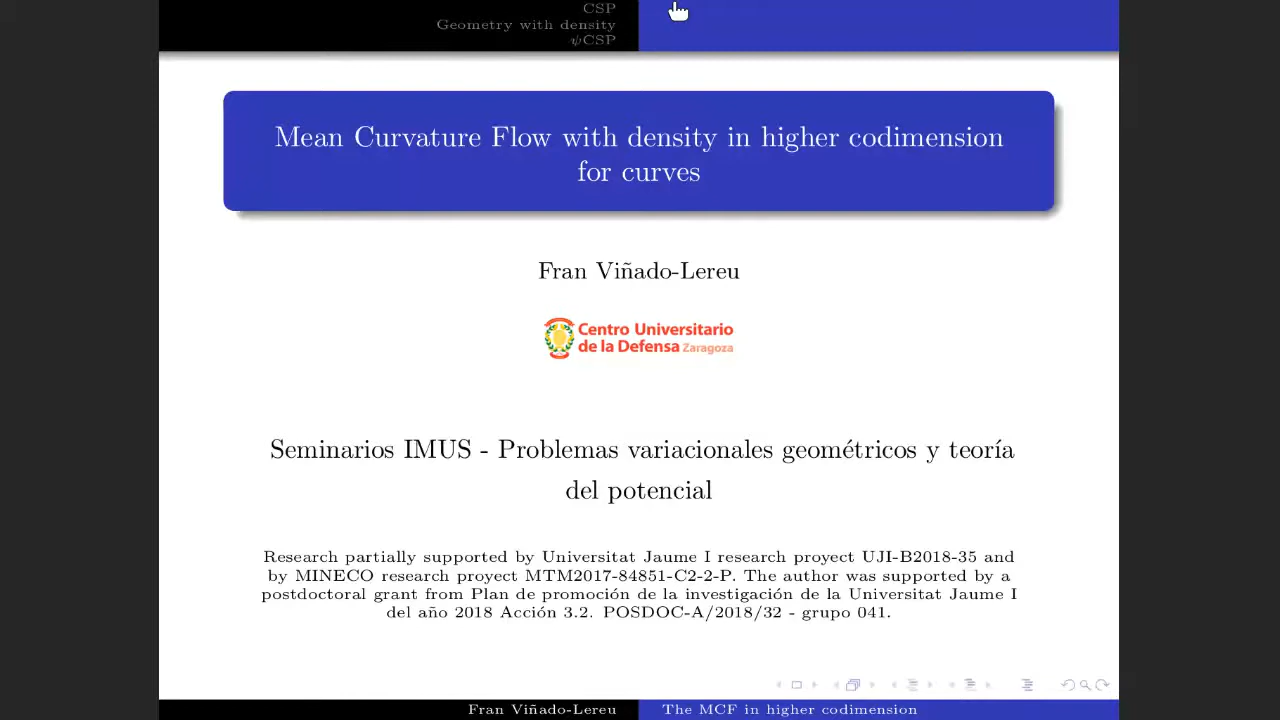 CSP
Geometry with density
ψCSP
Mean Curvature Flow with density in higher codimension
for curves
Fran Viñado-Lereu
Centro Universitario
de la Defensa Zaragoza
Seminarios IMUS - Problemas variacionales geométricos y teoría
del potencial
Research partially supported by Universitat Jaume I research proyect UJI-B2018-35 and
by MINECO research proyect MTM2017-84851-C2-2-P. The author was supported by a
postdoctoral grant from Plan de promoción de la investigación de la Universitat Jaume I
del año 2018 Acción 3.2. POSDOC-A/2018/32 - grupo 041.
Fran Viñado-Lereu
The MCF in higher codimension